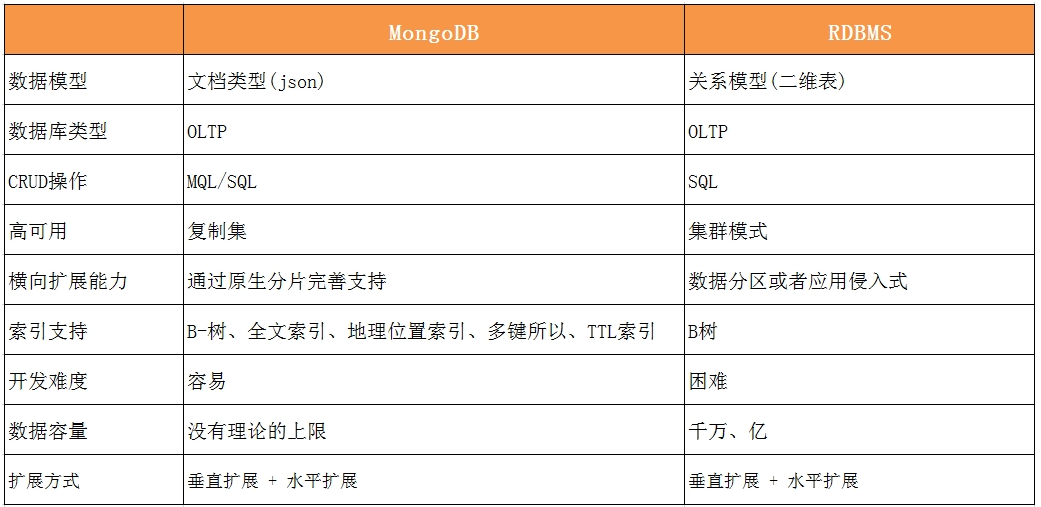 MongoDB RDBMS
数据模型 文档类型(json) 关系模型(二维表)
数据库类型 OLTP OLTP
CRUD操作 MQL/SQL SQL
高可用 复制集 集群模式
横向扩展能力 通过原生分片完善支持 数据分区或者应用侵入式
索引支持 B-树、全文索引、地理位置索引、多键所以、TTL索引 B树
开发难度 容易 困难
数据容量 没有理论的上限 千万、亿
扩展方式 垂直扩展 + 水平扩展 垂直扩展 + 水平扩展